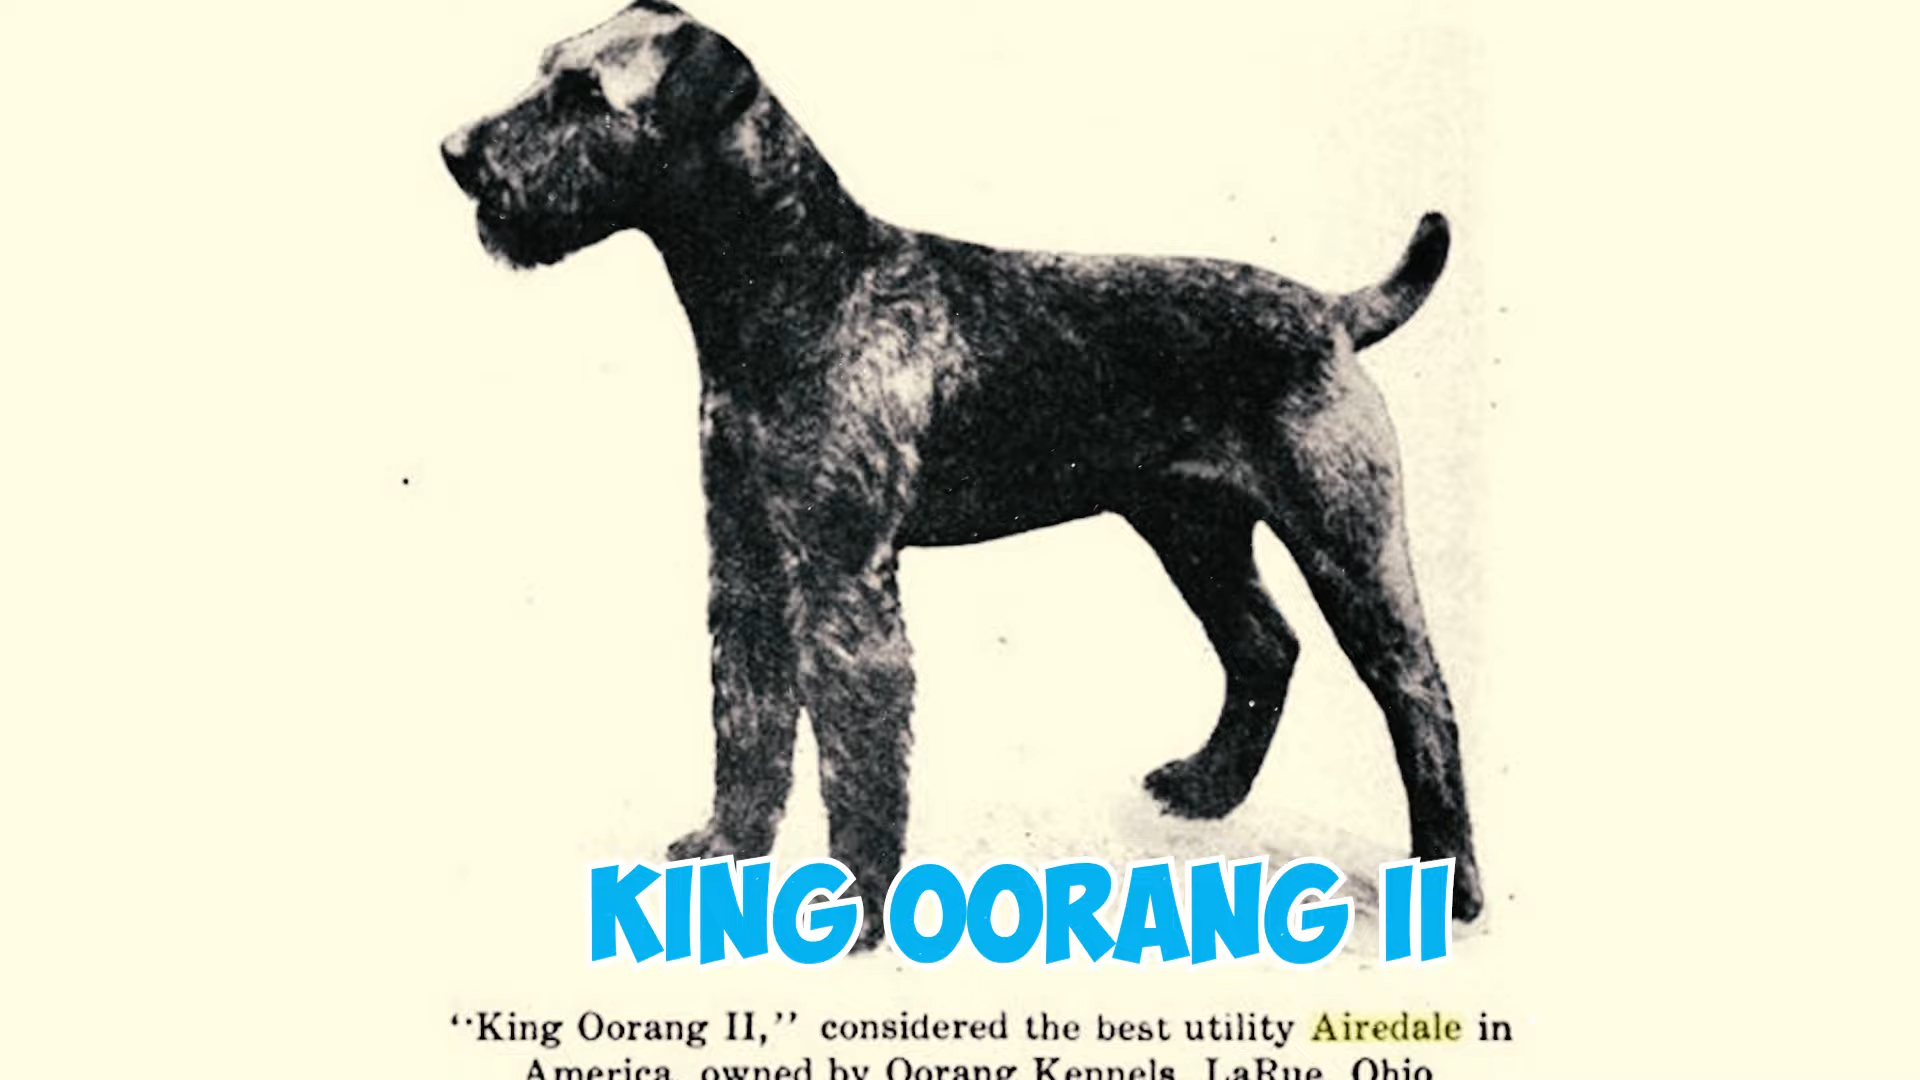 KING OORANG II
“King Oorang II,” considered the best utility Airedale in
America, owned by Oorang Kennels, LaRue, Ohio